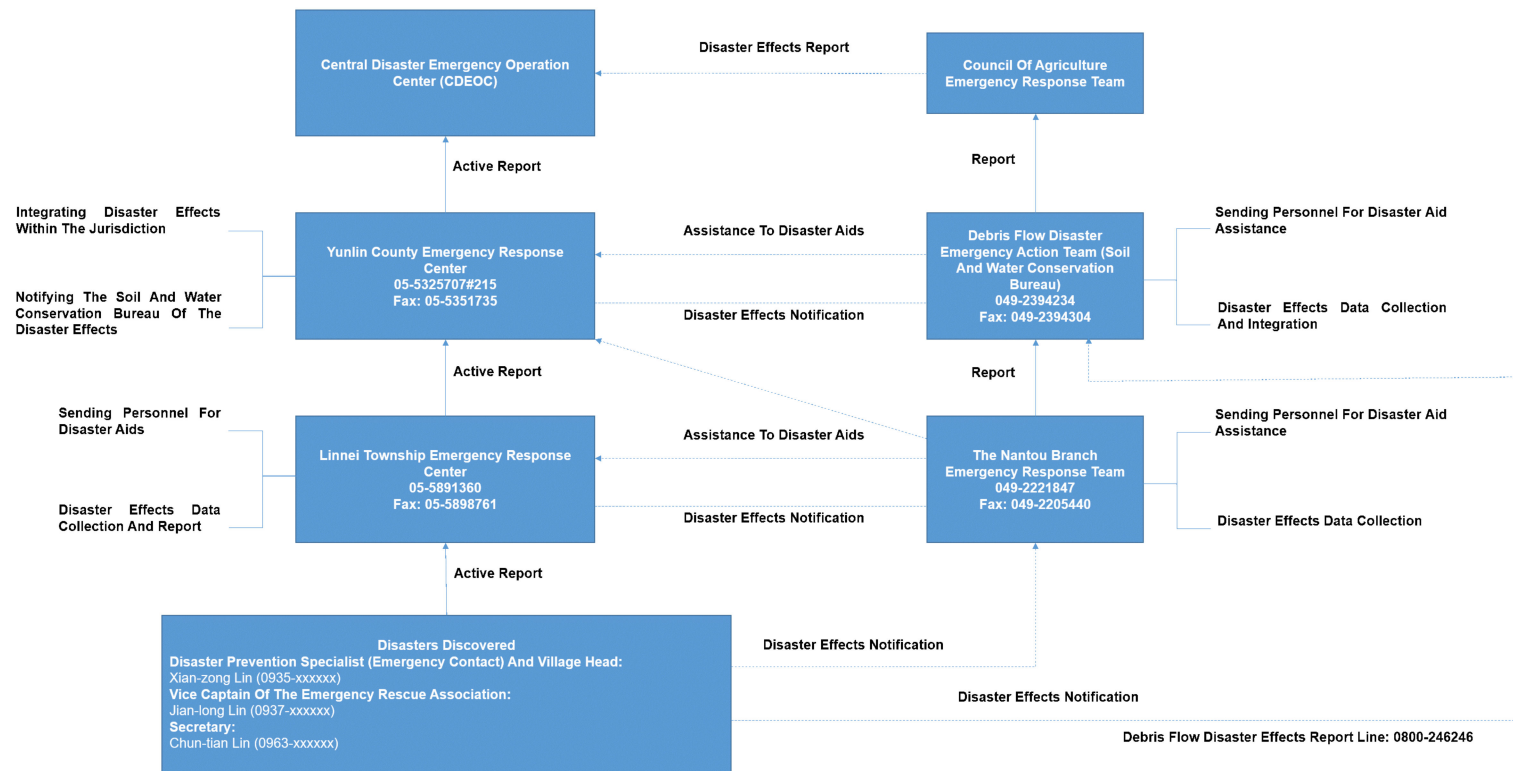 Central Disaster Emergency Operation
Center (CDEOC)
Disaster Effects Report
Council Of Agriculture
Emergency Response Team
Active Report
Report
Integrating Disaster Effects
Within The Jurisdiction
Notifying The Soil And Water
Conservation Bureau Of The
Disaster Effects
Yunlin County Emergency Response
Center
05-5325707#215
Fax: 05-5351735
Assistance To Disaster Aids
Disaster Effects Notification
Debris Flow Disaster
Emergency Action Team (Soil
And Water Conservation
Bureau)
049-2394234
Fax: 049-2394304
Sending Personnel For Disaster Aid
Assistance
Disaster Effects Data Collection
And Integration
Active Report
Report
Sending Personnel For
Disaster Aids
Disaster Effects Data
Collection And Report
Linnei Township Emergency Response
Center
05-5891360
Fax: 05-5898761
Assistance To Disaster Aids
Disaster Effects Notification
The Nantou Branch
Emergency Response Team
049-2221847
Fax: 049-2205440
Sending Personnel For Disaster Aid
Assistance
Disaster Effects Data Collection
Active Report
Disasters Discovered
Disaster Prevention Specialist (Emergency Contact) And Village Head:
Xian-zong Lin (0935-xxxxxx)
Vice Captain Of The Emergency Rescue Association:
Jian-long Lin (0937-xxxxxx)
Secretary:
Chun-tian Lin (0963-xxxxxx)
Disaster Effects Notification
Disaster Effects Notification
Debris Flow Disaster Effects Report Line: 0800-246246